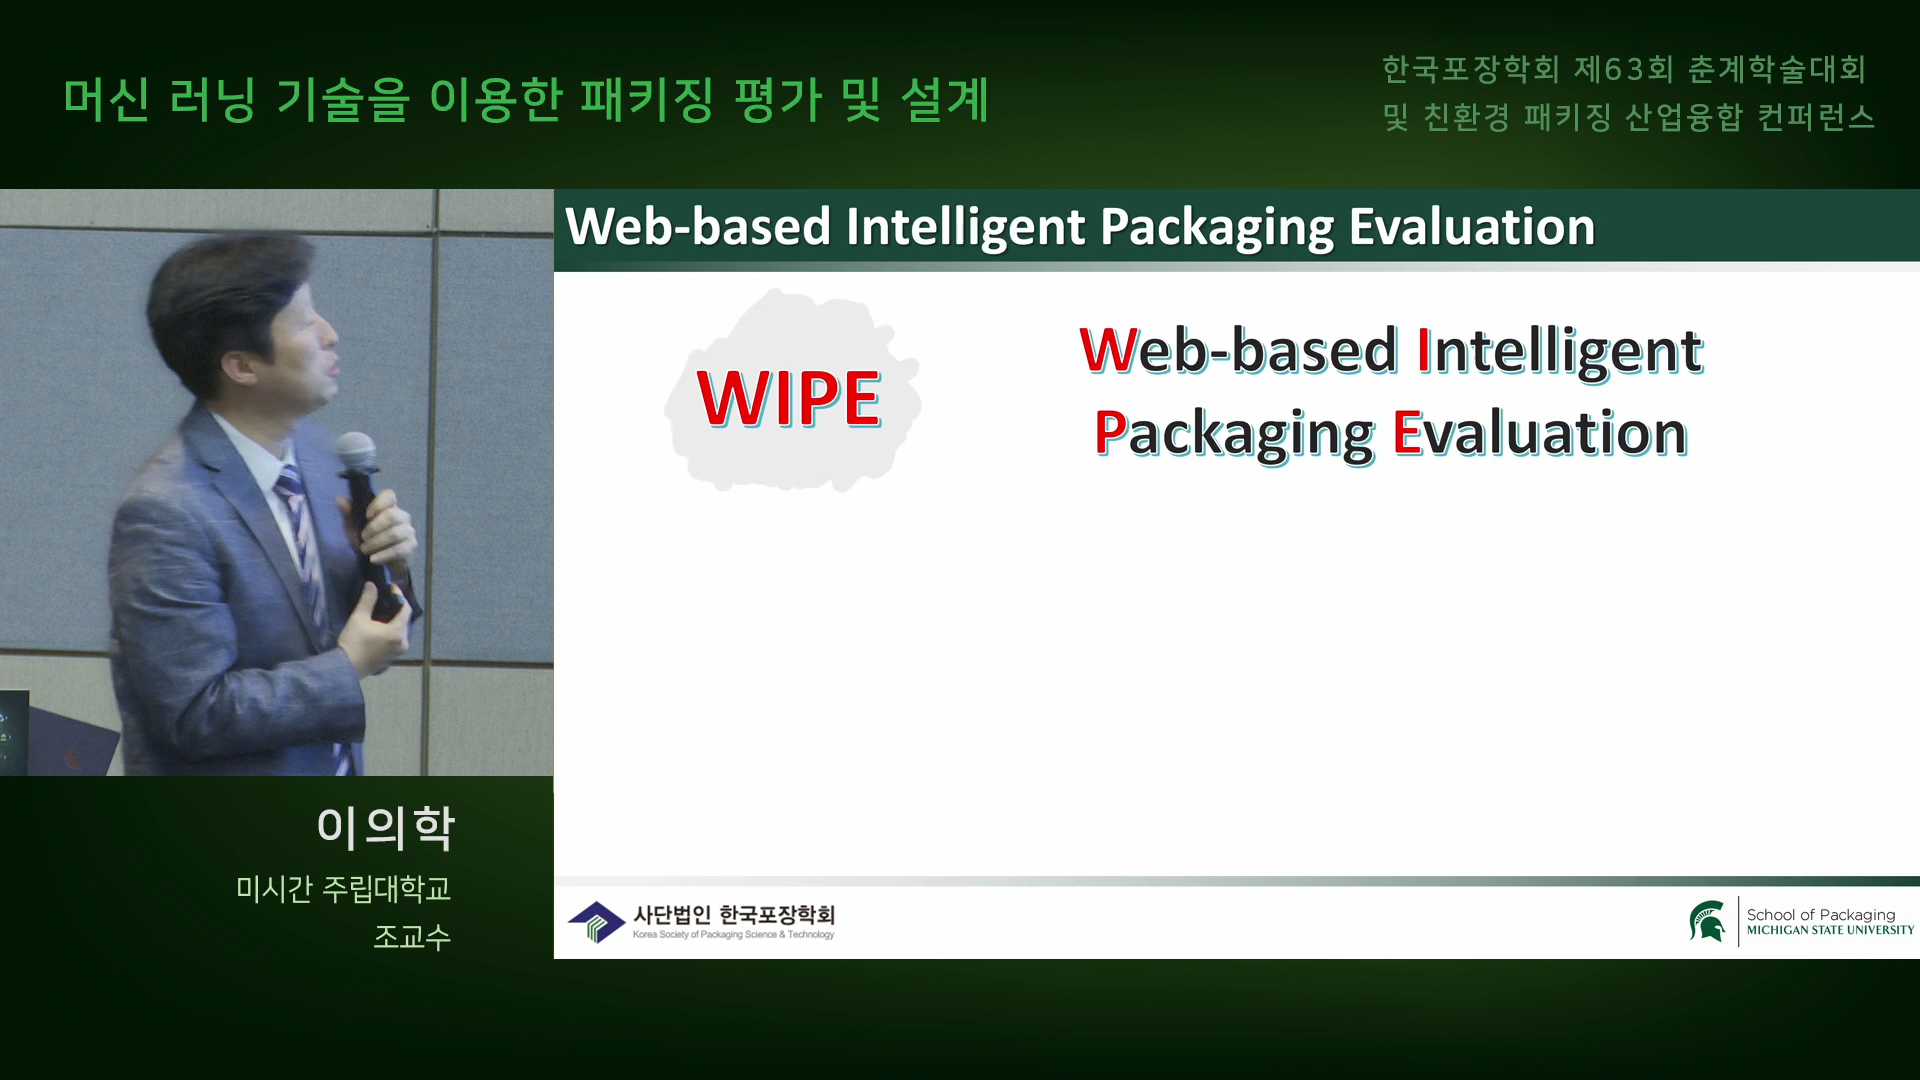 머신 러닝 기술을 이용한 패키징 평가 및 설계
한국포장학회 제63회 춘계학술대회
및 친환경 패키징 산업융합 컨퍼런스
Web-based Intelligent Packaging Evaluation
WIPE
Web-based Intelligent
Packaging Evaluation
이의학
미시간 주립대학교
조교수
사단법인 한국포장학회
Korea Society of Packaging Science & Technology
School of Packaging
MICHIGAN STATE UNIVERSITY